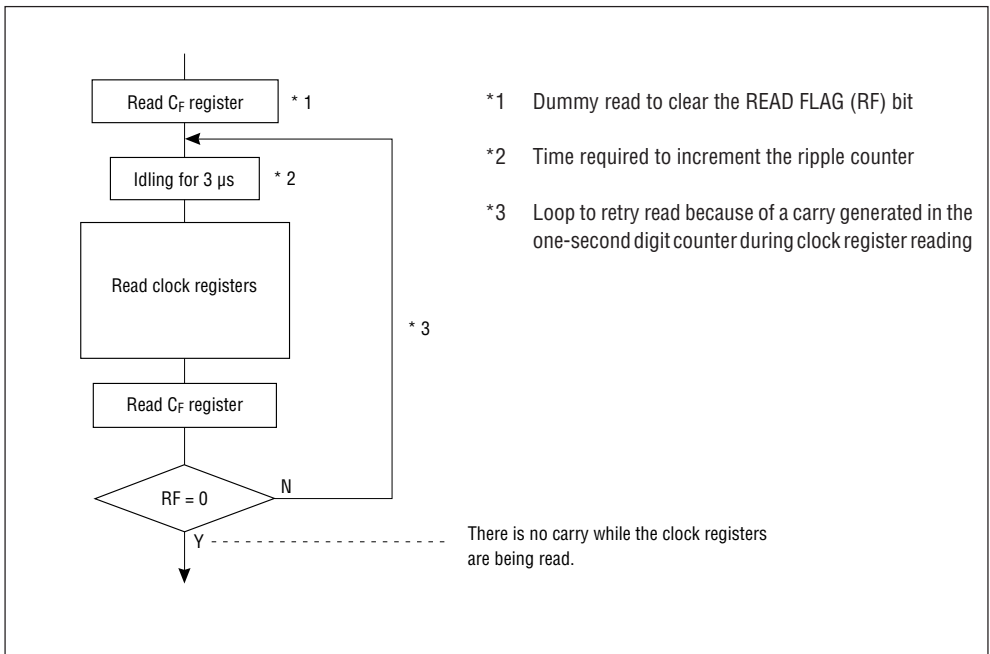 Read CF register * 1
Idling for 3 µs * 2
Read clock registers
* 3
Read CF register
RF = 0
N
Y
There is no carry while the clock registers
are being read.
*1 Dummy read to clear the READ FLAG (RF) bit
*2 Time required to increment the ripple counter
*3 Loop to retry read because of a carry generated in the
one-second digit counter during clock register reading